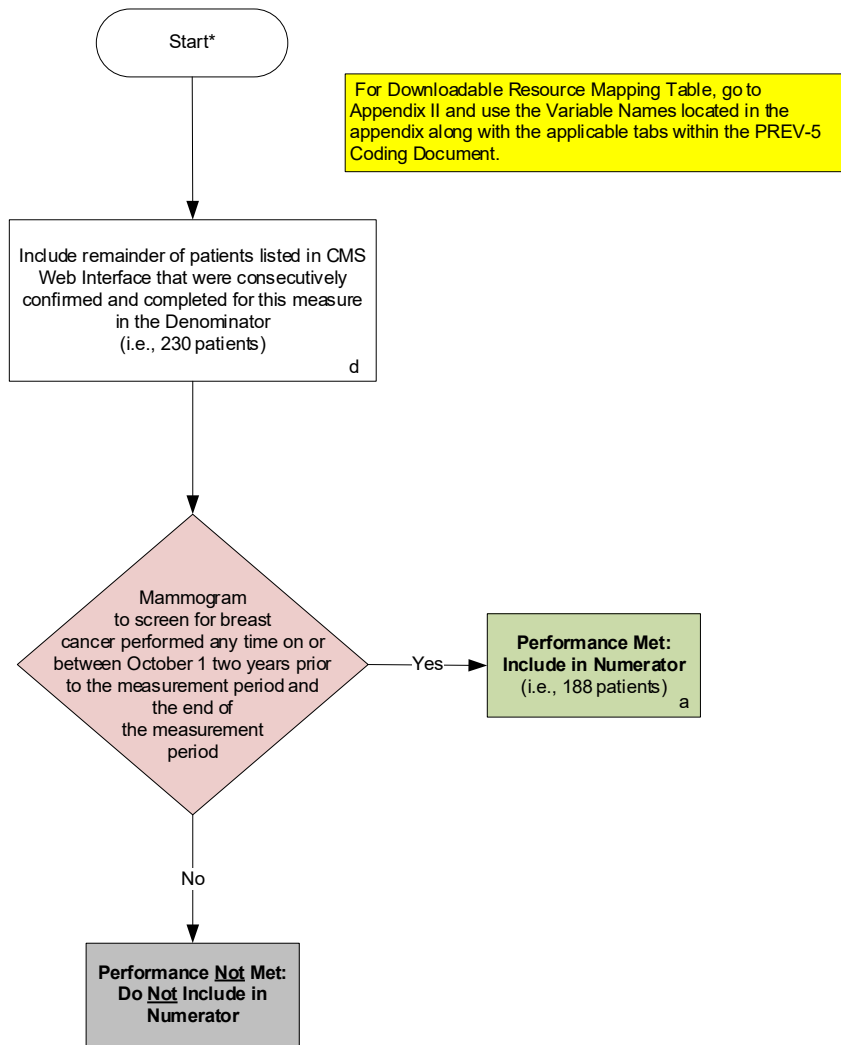 Start*
For Downloadable Resource Mapping Table, go to
Appendix II and use the Variable Names located in the
appendix along with the applicable tabs within the PREV-5
Coding Document.
Include remainder of patients listed in CMS
Web Interface that were consecutively
confirmed and completed for this measure
in the Denominator
(i.e., 230 patients)
d
Mammogram
to screen for breast
cancer performed any time on or
between October 1 two years prior
to the measurement period and
the end of
the measurement
period
Yes
Performance Met:
Include in Numerator
(i.e., 188 patients)
a
No
Performance Not Met:
Do Not Include in
Numerator